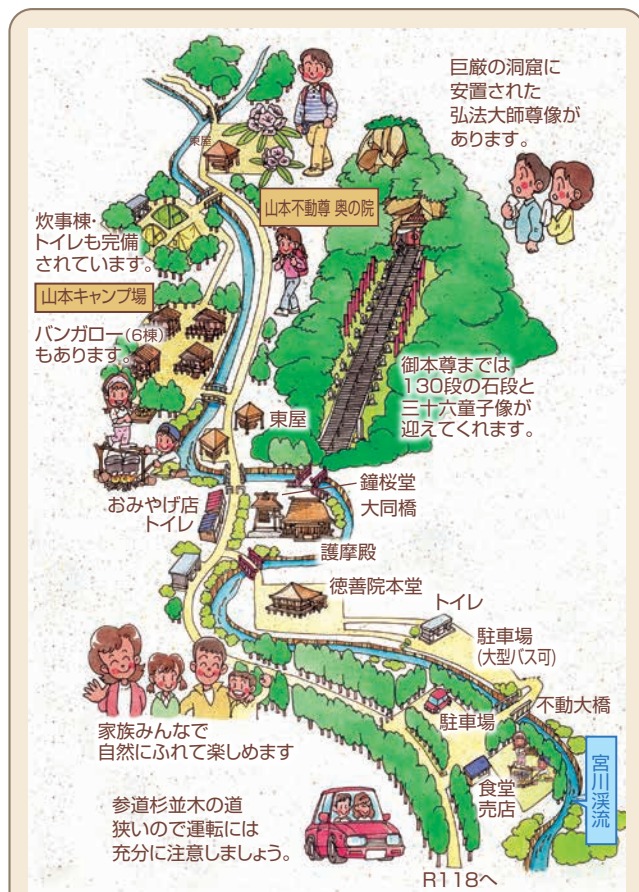 巨厳の洞窟に
安置された
弘法大師尊像が
あります。
東屋
山本不動尊 奥の院
炊事棟・
トイレも完備
されています。
山本キャンプ場
バンガロー(6棟)
もあります。
御本尊までは
130段の石段と
三十六童子像が
迎えてくれます。
東屋
鐘桜堂
大同橋
おみやげ店
トイレ
護摩殿
徳善院本堂
トイレ
駐車場
(大型バス可)
不動大橋
駐車場
家族みんなで
自然にふれて楽しめます
宮川渓流
食堂
売店
参道杉並木の道
狭いので運転には
充分に注意しましょう。
R118へ